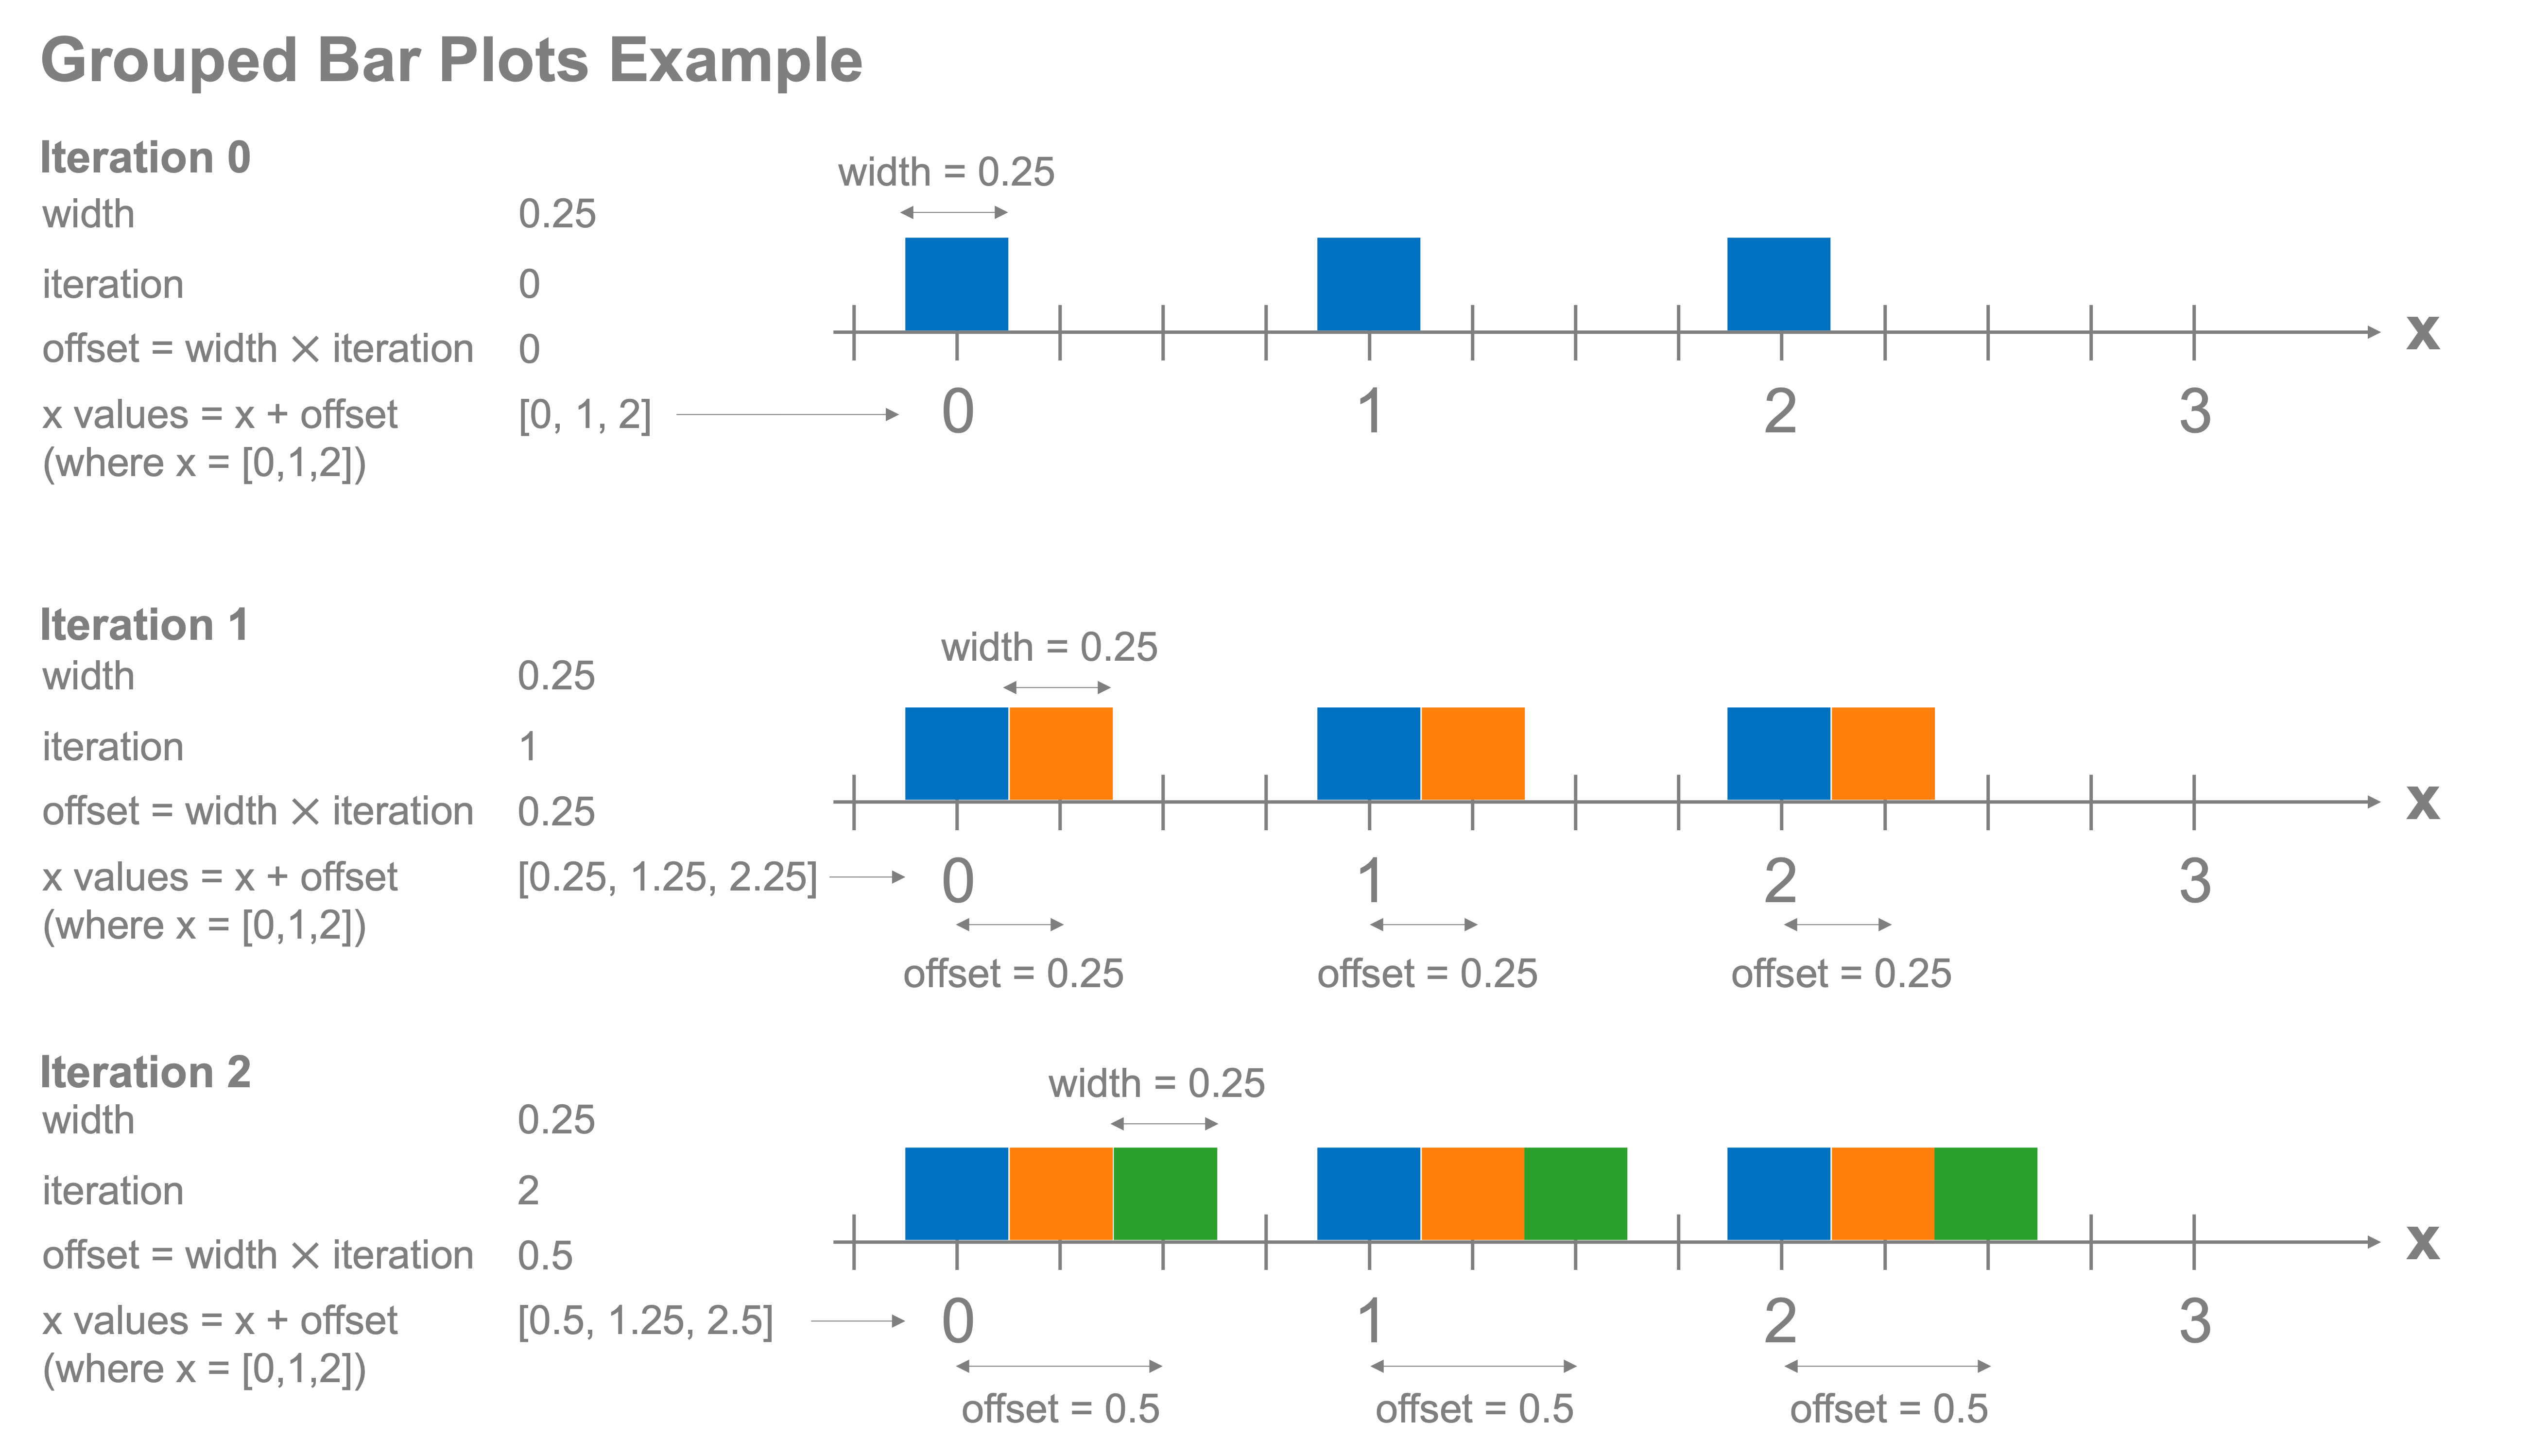 Grouped Bar Plots Example
Iteration 0
width 0.25
iteration 0
offset = width × iteration 0
x values = x + offset [0, 1, 2]
(where x = [0,1,2])
width = 0.25
x
0 1 2 3
Iteration 1
width 0.25
iteration 1
offset = width × iteration 0.25
x values = x + offset [0.25, 1.25, 2.25]
(where x = [0,1,2])
width = 0.25
x
0 1 2 3
offset = 0.25 offset = 0.25 offset = 0.25
Iteration 2
width 0.25
iteration 2
offset = width × iteration 0.5
x values = x + offset [0.5, 1.25, 2.5]
(where x = [0,1,2])
width = 0.25
x
0 1 2 3
offset = 0.5 offset = 0.5 offset = 0.5